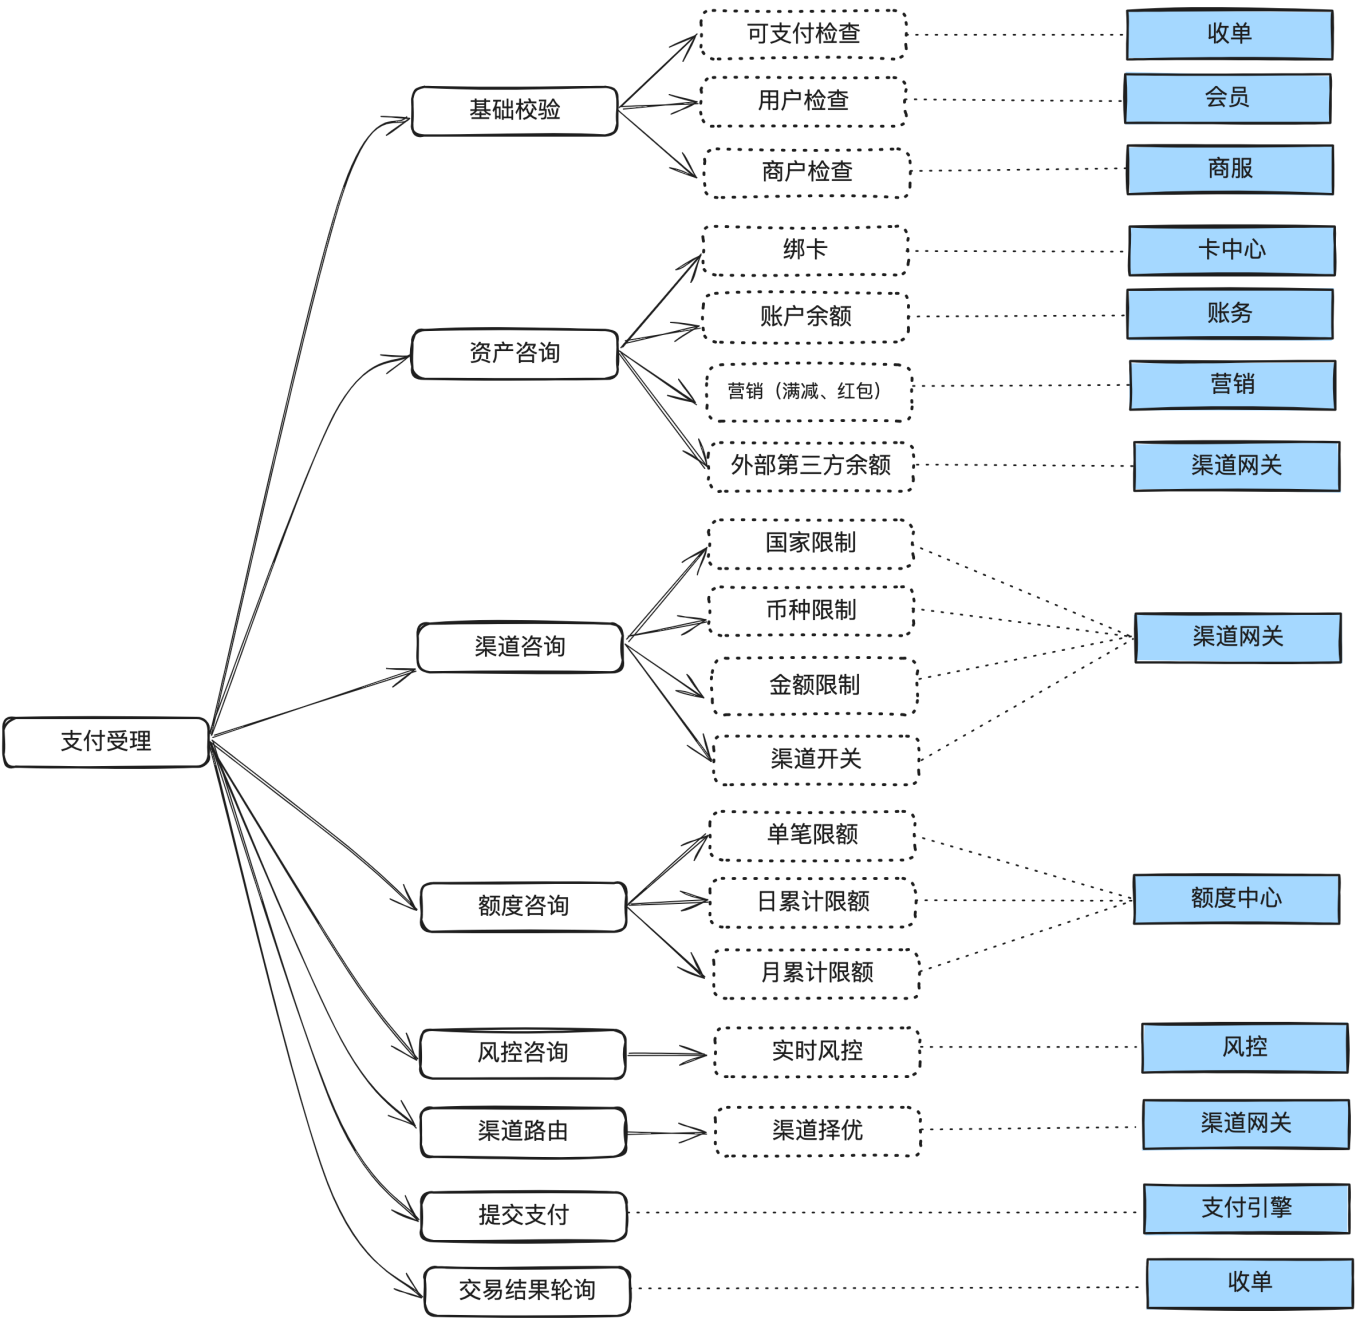 支付受理
基础校验
可支付检查
收单
用户检查
会员
商户检查
商服
资产咨询
绑卡
卡中心
账户余额
账务
营销（满减、红包）
营销
外部第三方余额
渠道网关
渠道咨询
国家限制
币种限制
金额限制
渠道开关
渠道网关
额度咨询
单笔限额
日累计限额
月累计限额
额度中心
风控咨询
实时风控
风控
渠道路由
渠道择优
渠道网关
提交支付
支付引擎
交易结果轮询
收单